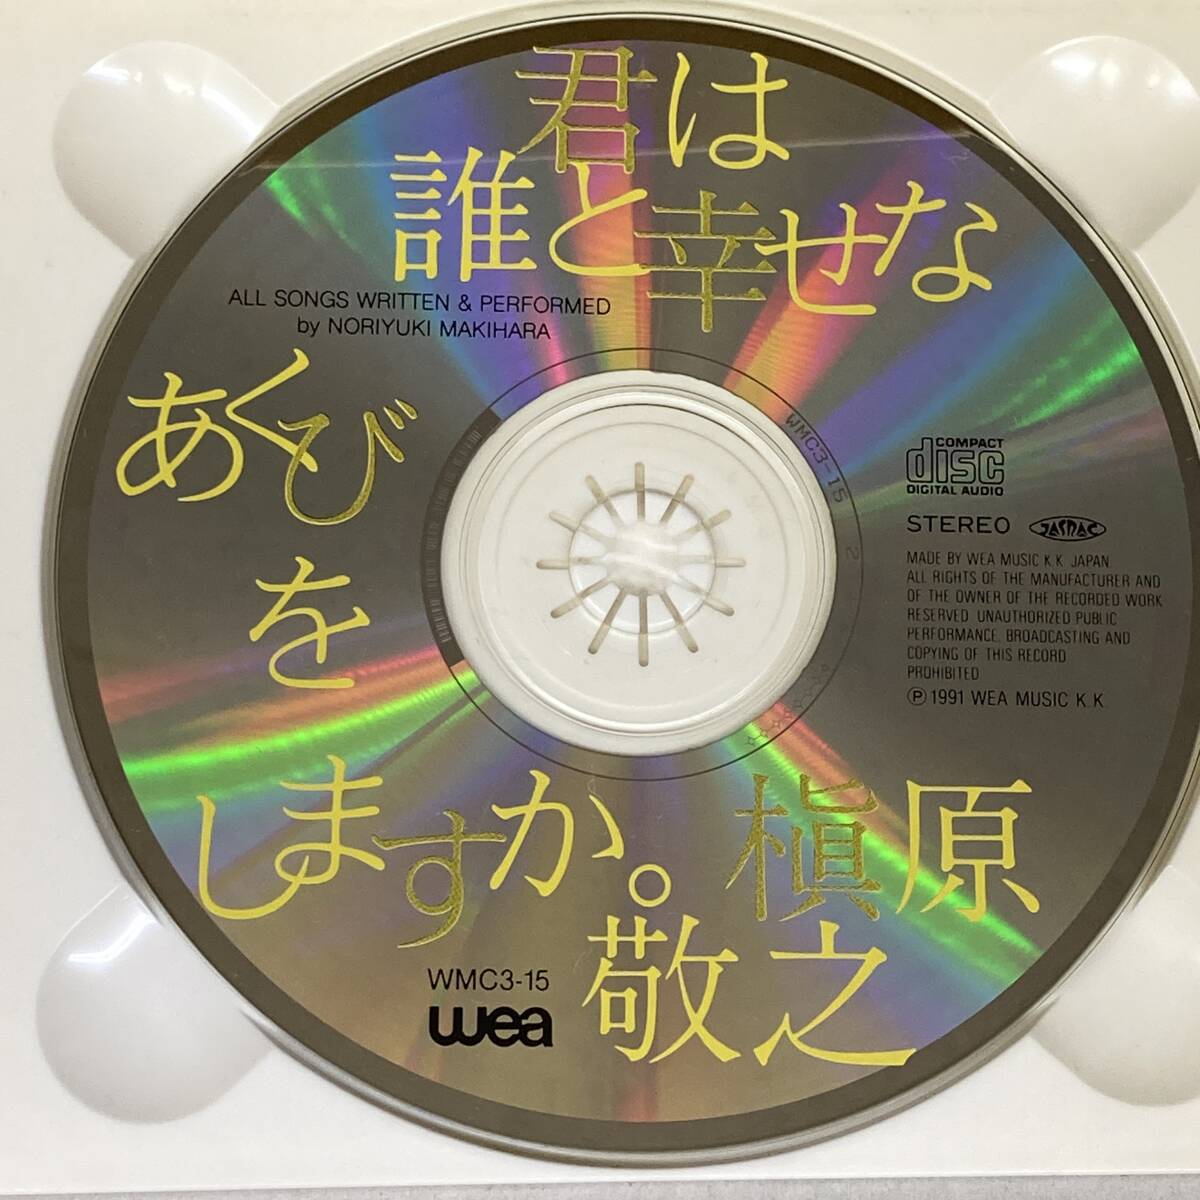 君は
誰と幸せな
ALL SONGS WRITTEN & PERFORMED
by NORIYUKI MAKIHARA
あくび
を
しますか。
槇原
敬之
WMC3-15
wea
WMC3-15 2
COMPACT
disc
DIGITAL AUDIO
STEREO
JASRAC
MADE BY WEA MUSIC K.K. JAPAN.
ALL RIGHTS OF THE MANUFACTURER AND
OF THE OWNER OF THE RECORDED WORK
RESERVED. UNAUTHORIZED PUBLIC
PERFORMANCE, BROADCASTING AND
COPYING OF THIS RECORD
PROHIBITED
Ⓟ 1991 WEA MUSIC K.K.